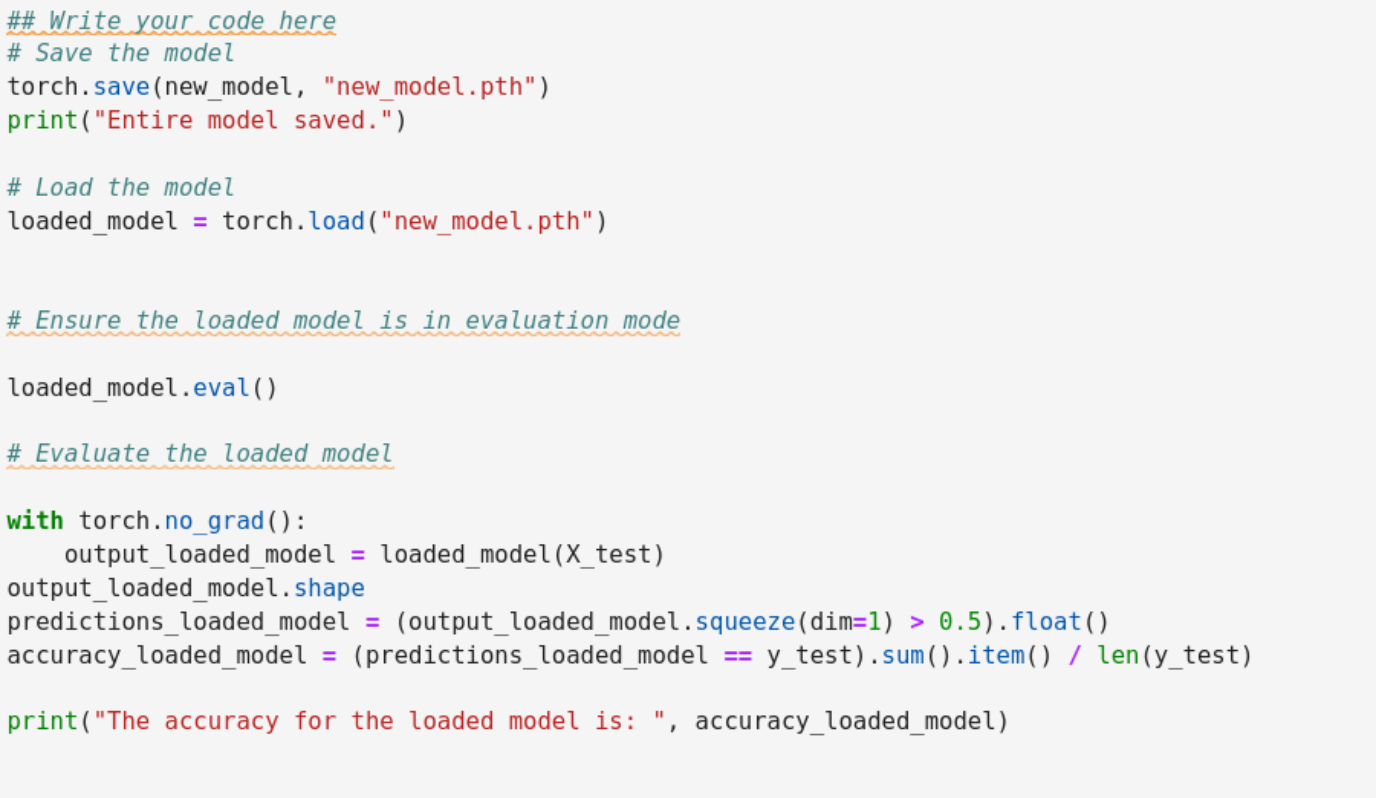 ## Write your code here
# Save the model
torch.save(new_model, "new_model.pth")
print("Entire model saved.")
# Load the model
loaded_model = torch.load("new_model.pth")
# Ensure the loaded model is in evaluation mode
loaded_model.eval()
# Evaluate the loaded model
with torch.no_grad():
    output_loaded_model = loaded_model(X_test)
output_loaded_model.shape
predictions_loaded_model = (output_loaded_model.squeeze(dim=1) > 0.5).float()
accuracy_loaded_model = (predictions_loaded_model == y_test).sum().item() / len(y_test)
print("The accuracy for the loaded model is: ", accuracy_loaded_model)